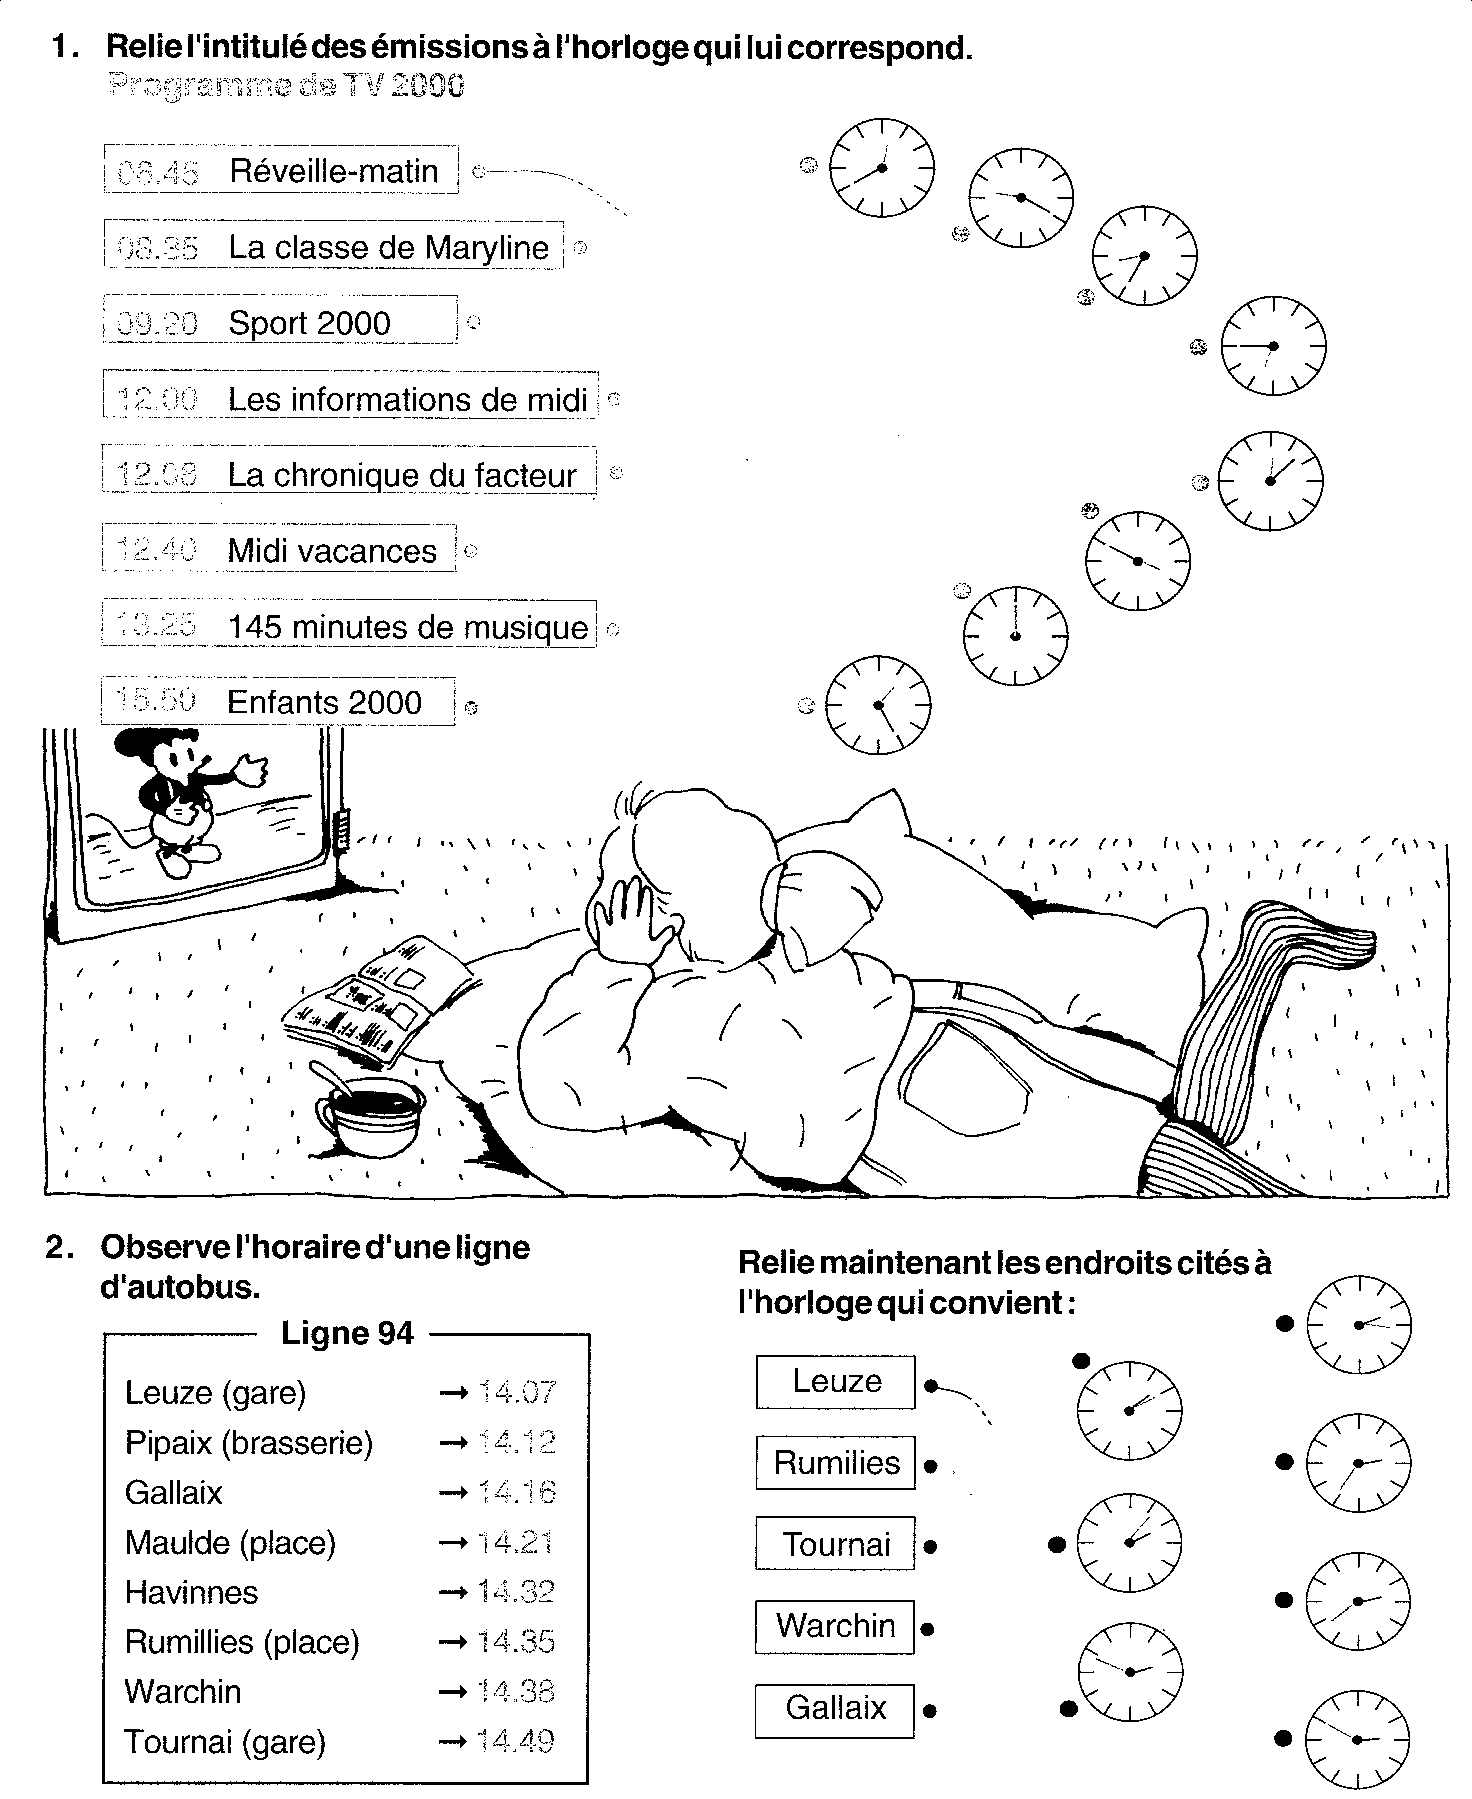 1. Relie l'intitulé des émissions à l'horloge qui lui correspond.
Programme de TV 2000
06.45 Réveille-matin
08.35 La classe de Maryline
09.20 Sport 2000
12.00 Les informations de midi
12.08 La chronique du facteur
12.40 Midi vacances
13.25 145 minutes de musique
15.50 Enfants 2000
2. Observe l'horaire d'une ligne
d'autobus.
Ligne 94
Leuze (gare) → 14.07
Pipaix (brasserie) → 14.12
Gallaix → 14.16
Maulde (place) → 14.21
Havinnes → 14.32
Rumillies (place) → 14.35
Warchin → 14.38
Tournai (gare) → 14.49
Relie maintenant les endroits cités à
l'horloge qui convient :
Leuze
Rumilies
Tournai
Warchin
Gallaix